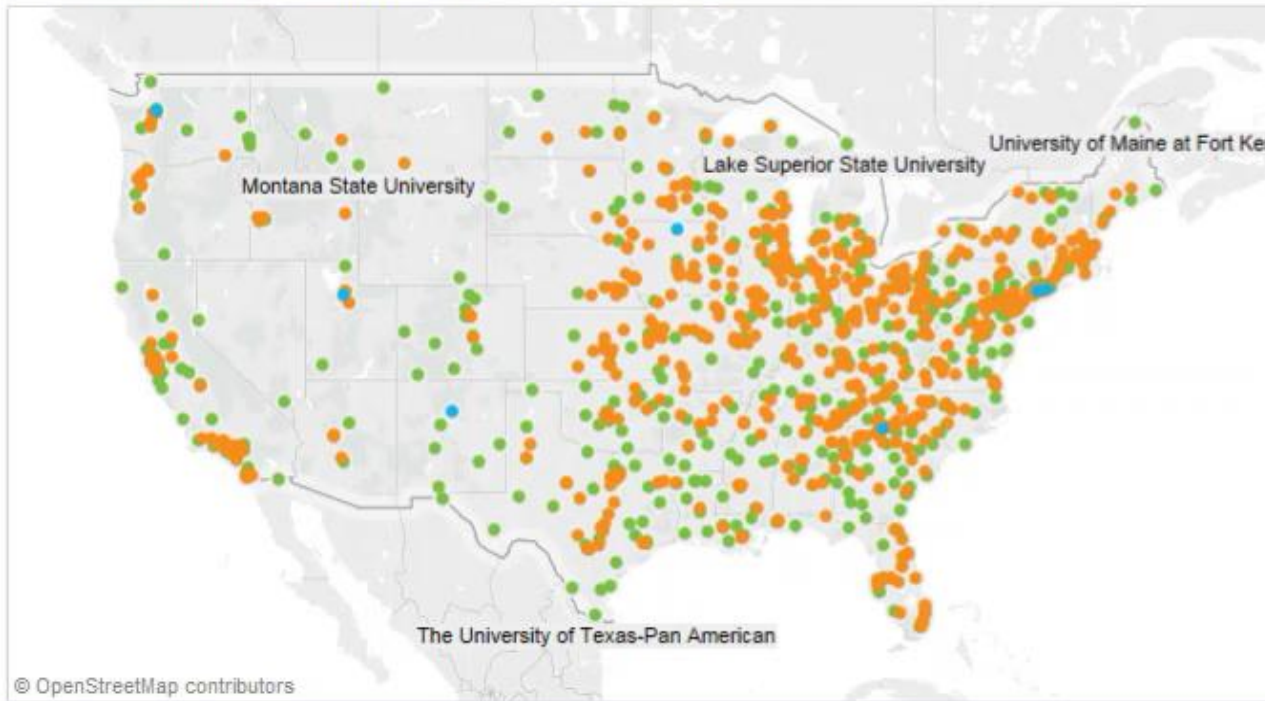 University of Maine at Fort Ke
Lake Superior State University
Montana State University
The University of Texas-Pan American
© OpenStreetMap contributors